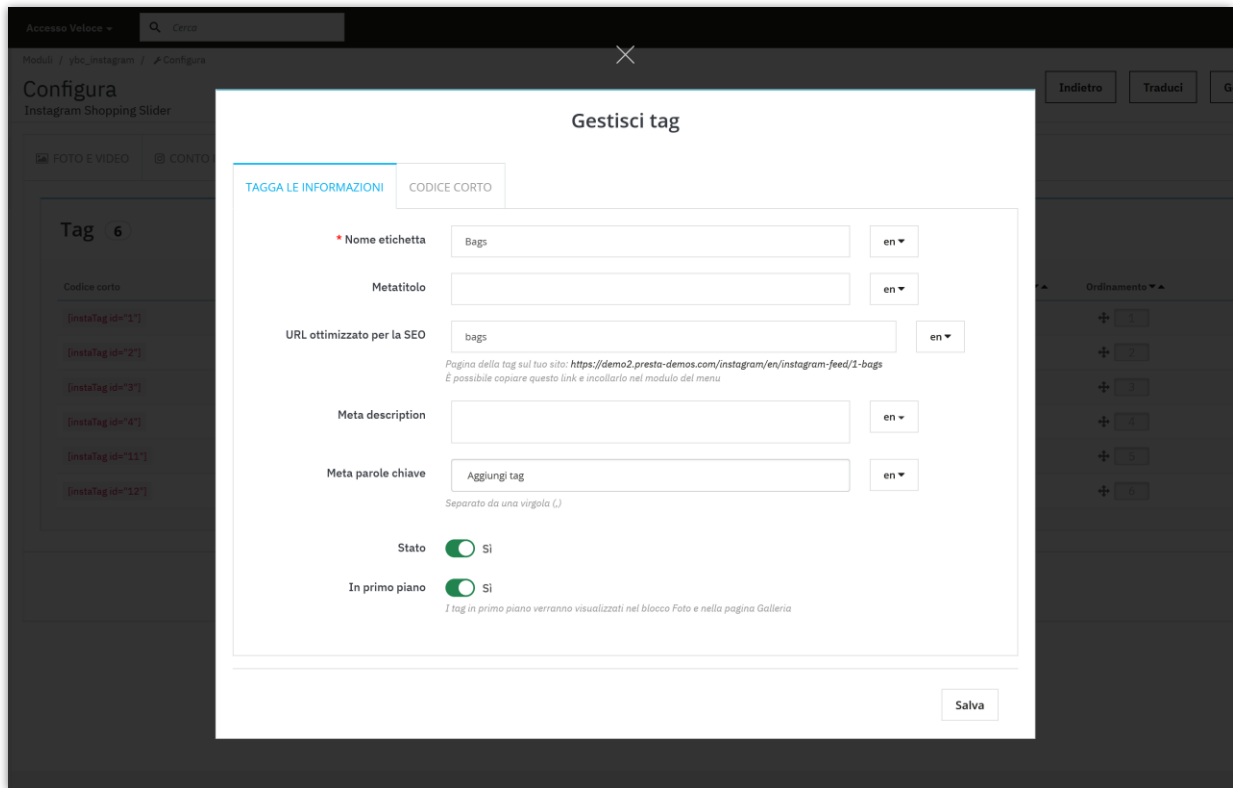 Accesso Veloce
Cerca
Moduli / ybc_instagram / Configura
Configura
Instagram Shopping Slider
Indietro
Traduci
FOTO E VIDEO
CONTO
Tag 6
Codice corto
Ordinamento
[instaTag id="1"]
1
[instaTag id="2"]
2
[instaTag id="3"]
3
[instaTag id="4"]
4
[instaTag id="11"]
5
[instaTag id="12"]
6
Gestisci tag
TAGGA LE INFORMAZIONI
CODICE CORTO
* Nome etichetta
Bags
en
Metatitolo
en
URL ottimizzato per la SEO
bags
en
Pagina della tag sul tuo sito: https://demo2.presta-demos.com/instagram/en/instagram-feed/1-bags
È possibile copiare questo link e incollarlo nel modulo del menu
Meta description
en
Meta parole chiave
Aggiungi tag
en
Separato da una virgola (,)
Stato
Sì
In primo piano
Sì
I tag in primo piano verranno visualizzati nel blocco Foto e nella pagina Galleria
Salva